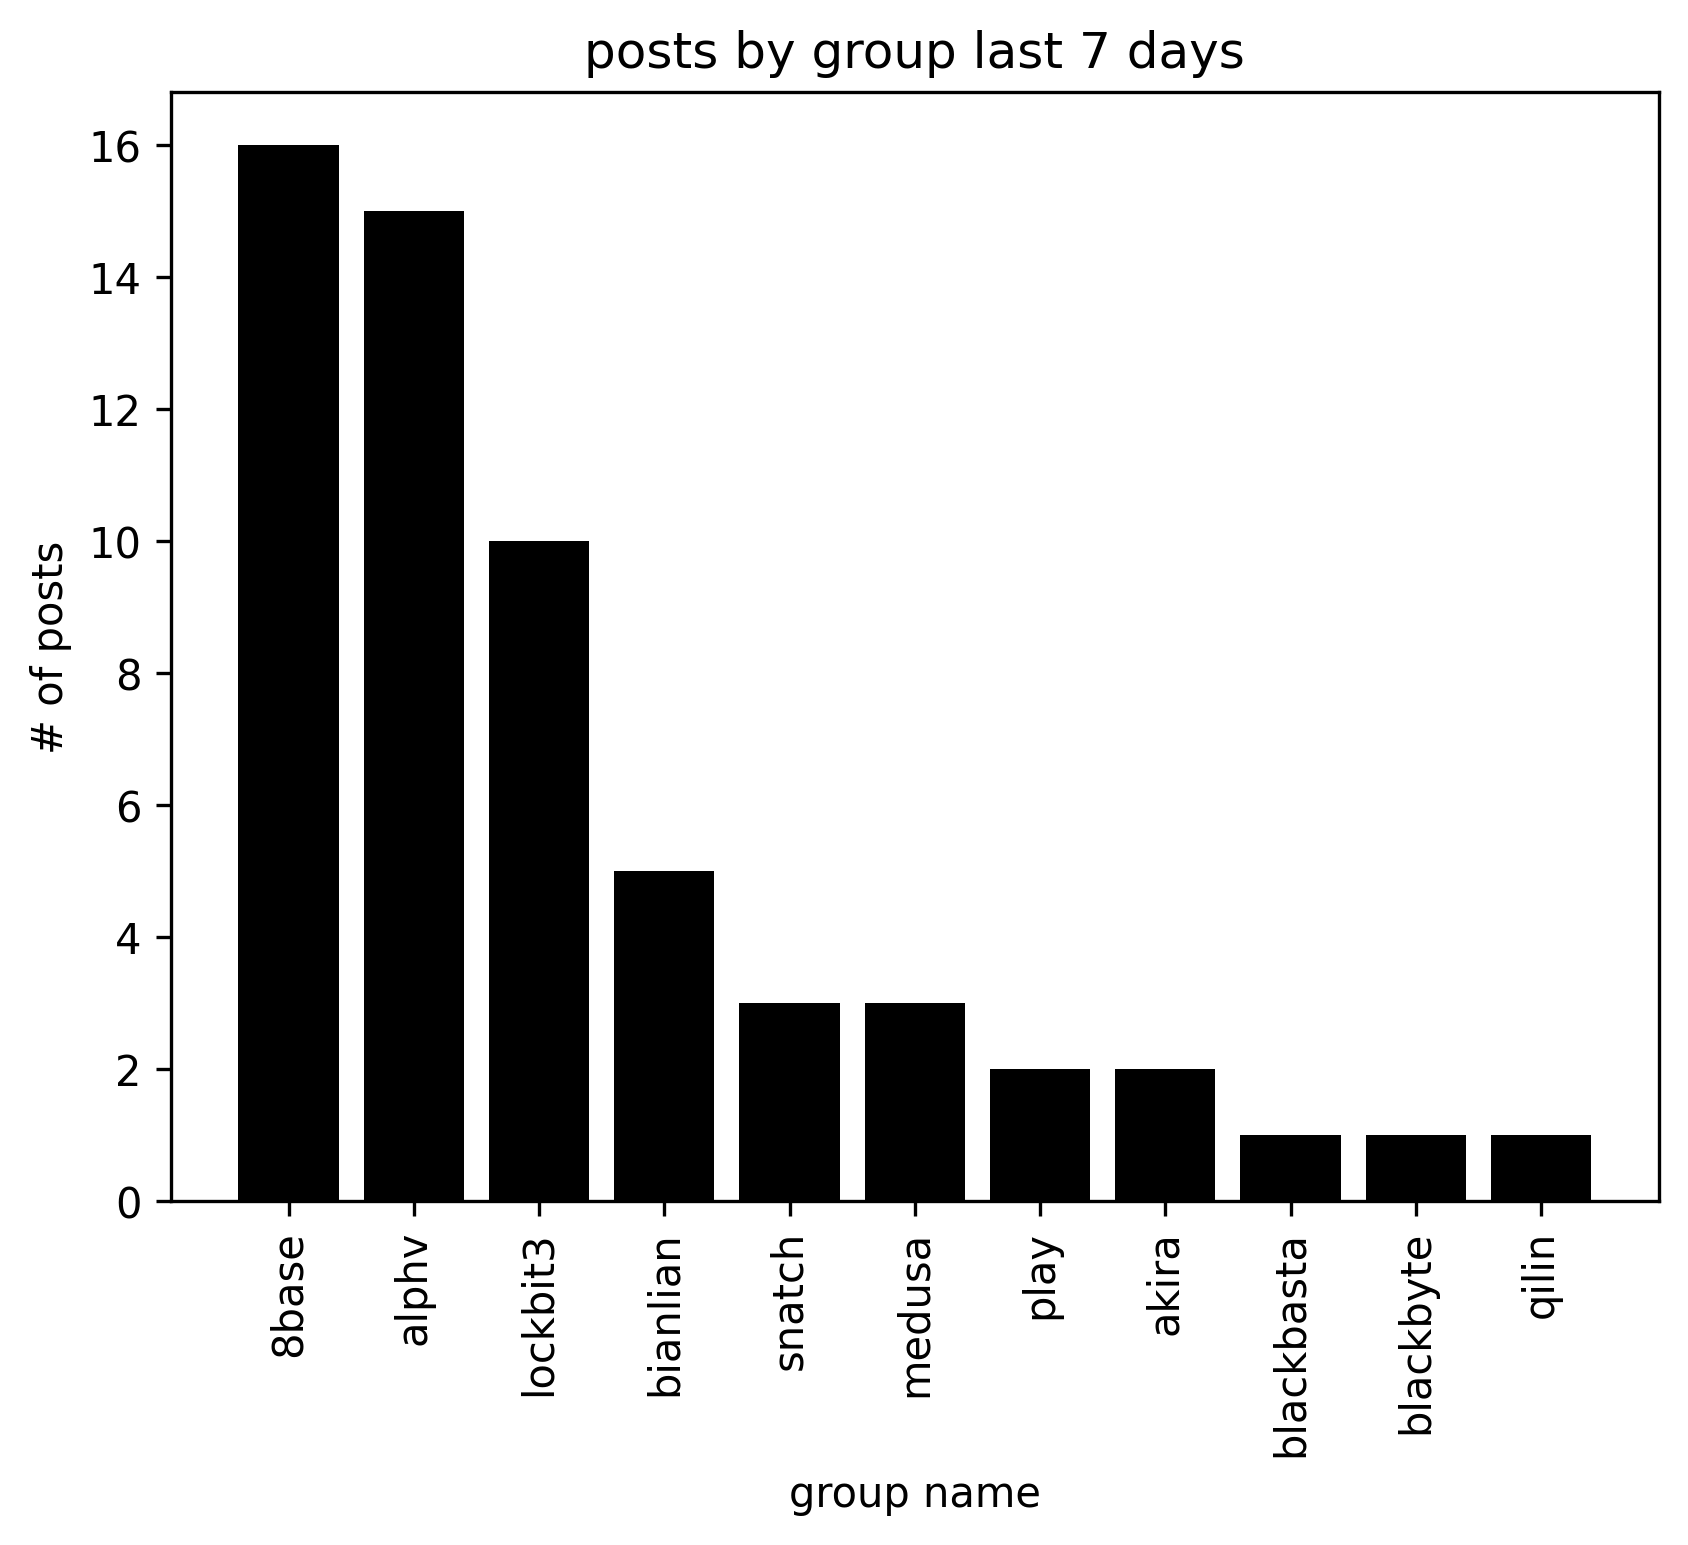 posts by group last 7 days
16
14
12
10
8
6
4
2
0
# of posts
8base
alphv
lockbit3
bianlian
snatch
medusa
play
akira
blackbasta
blackbyte
qilin
group name